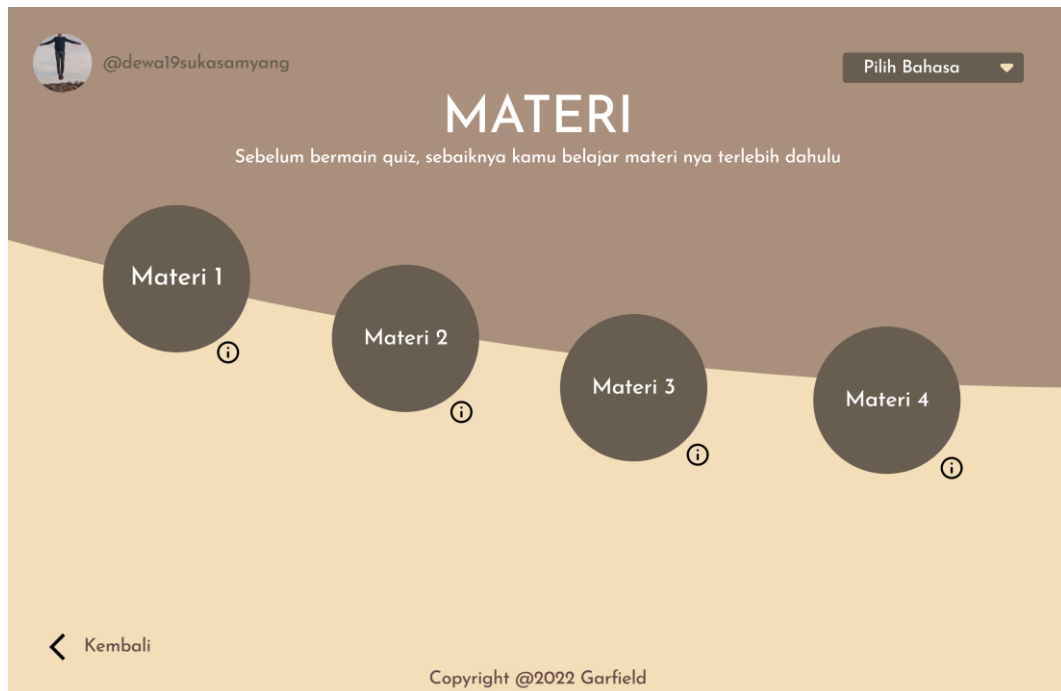 @dewa19sukasamyang
Pilih Bahasa
MATERI
Sebelum bermain quiz, sebaiknya kamu belajar materi nya terlebih dahulu
Materi 1
Materi 2
Materi 3
Materi 4
Kembali
Copyright @2022 Garfield